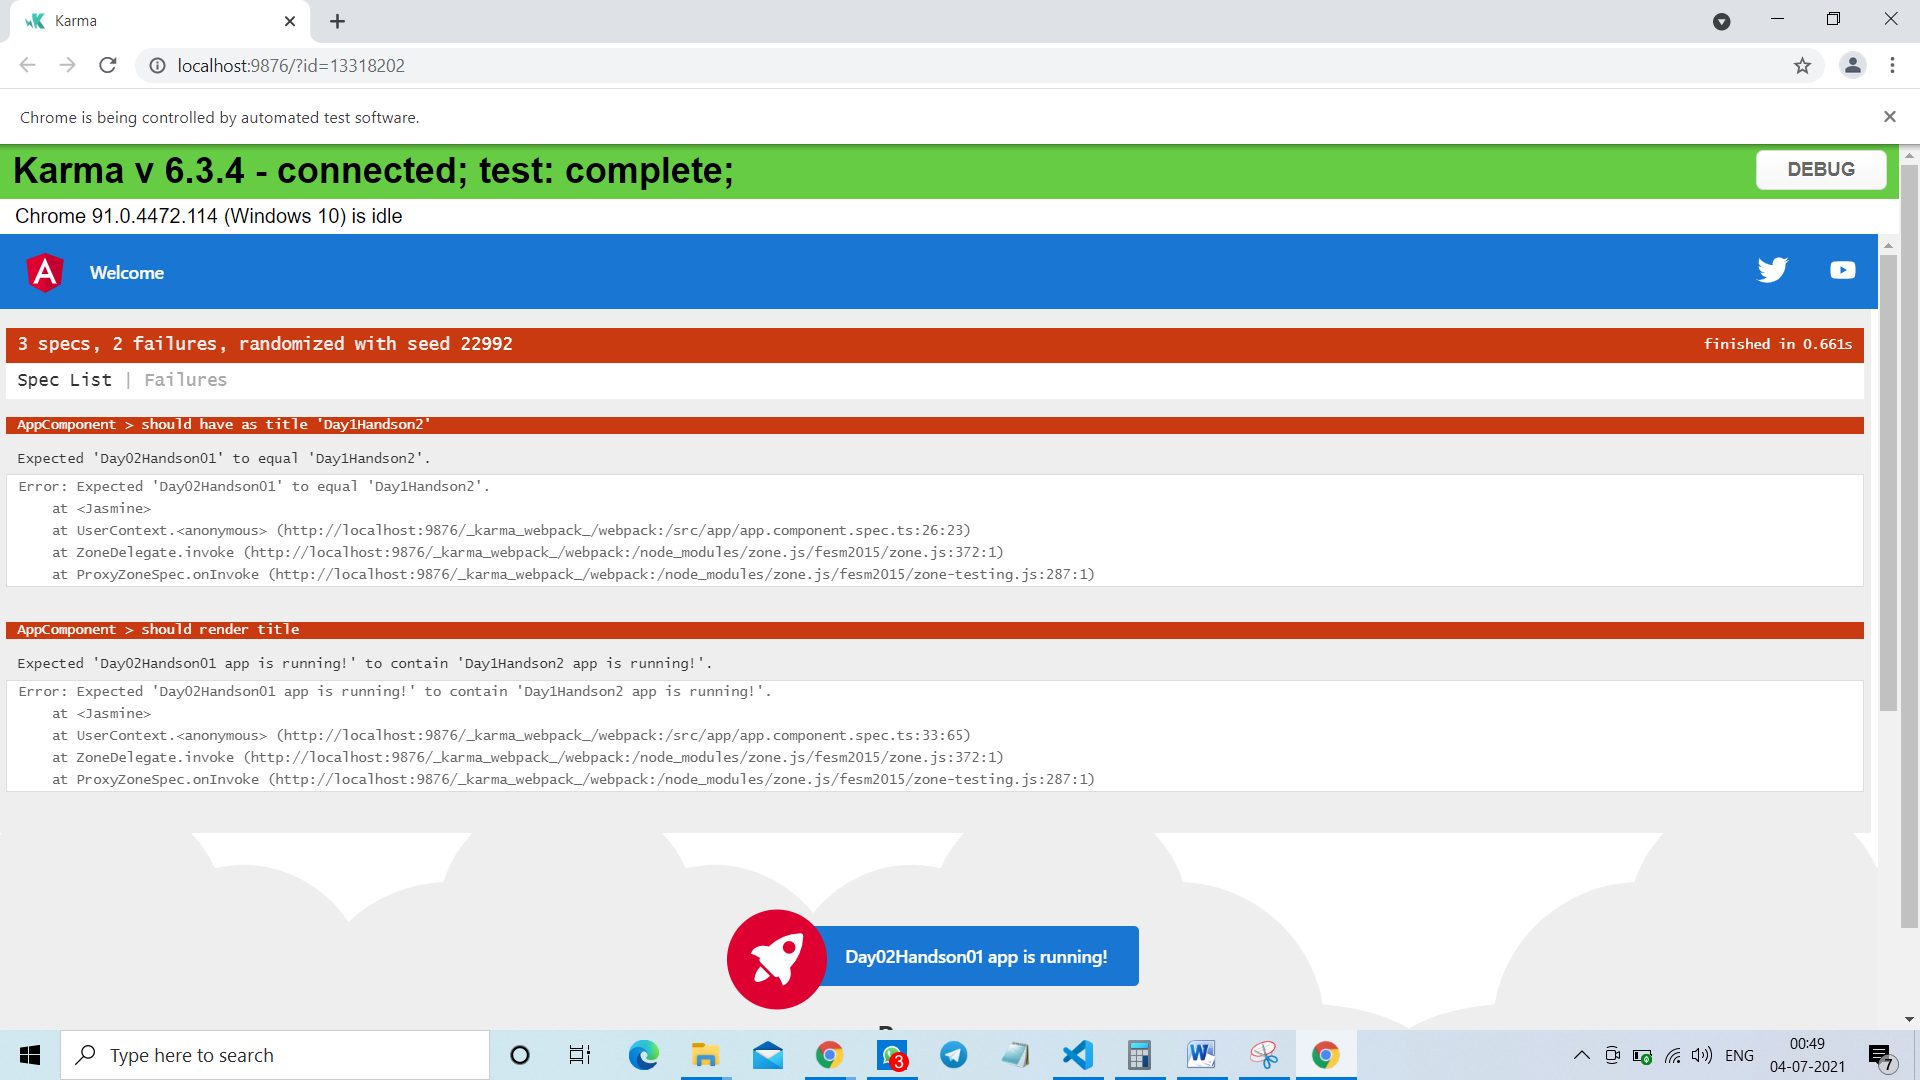 Karma
localhost:9876/?id=13318202
Chrome is being controlled by automated test software.
Karma v 6.3.4 - connected; test: complete;
DEBUG
Chrome 91.0.4472.114 (Windows 10) is idle
Welcome
3 specs, 2 failures, randomized with seed 22992
finished in 0.661s
Spec List | Failures
AppComponent > should have as title 'Day1Handson2'
Expected 'Day02Handson01' to equal 'Day1Handson2'.
Error: Expected 'Day02Handson01' to equal 'Day1Handson2'.
at <Jasmine>
at UserContext.<anonymous> (http://localhost:9876/_karma_webpack_/webpack:/src/app/app.component.spec.ts:26:23)
at ZoneDelegate.invoke (http://localhost:9876/_karma_webpack_/webpack:/node_modules/zone.js/fesm2015/zone.js:372:1)
at ProxyZoneSpec.onInvoke (http://localhost:9876/_karma_webpack_/webpack:/node_modules/zone.js/fesm2015/zone-testing.js:287:1)
AppComponent > should render title
Expected 'Day02Handson01 app is running!' to contain 'Day1Handson2 app is running!'.
Error: Expected 'Day02Handson01 app is running!' to contain 'Day1Handson2 app is running!'.
at <Jasmine>
at UserContext.<anonymous> (http://localhost:9876/_karma_webpack_/webpack:/src/app/app.component.spec.ts:33:65)
at ZoneDelegate.invoke (http://localhost:9876/_karma_webpack_/webpack:/node_modules/zone.js/fesm2015/zone.js:372:1)
at ProxyZoneSpec.onInvoke (http://localhost:9876/_karma_webpack_/webpack:/node_modules/zone.js/fesm2015/zone-testing.js:287:1)
Day02Handson01 app is running!
Type here to search
3
ENG
00:49
04-07-2021
7